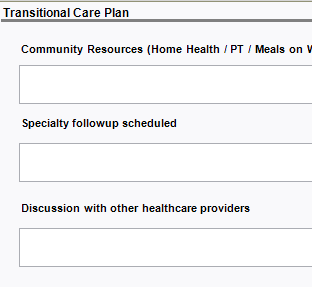 Transitional Care Plan
Community Resources (Home Health / PT / Meals on
Specialty followup scheduled
Discussion with other healthcare providers